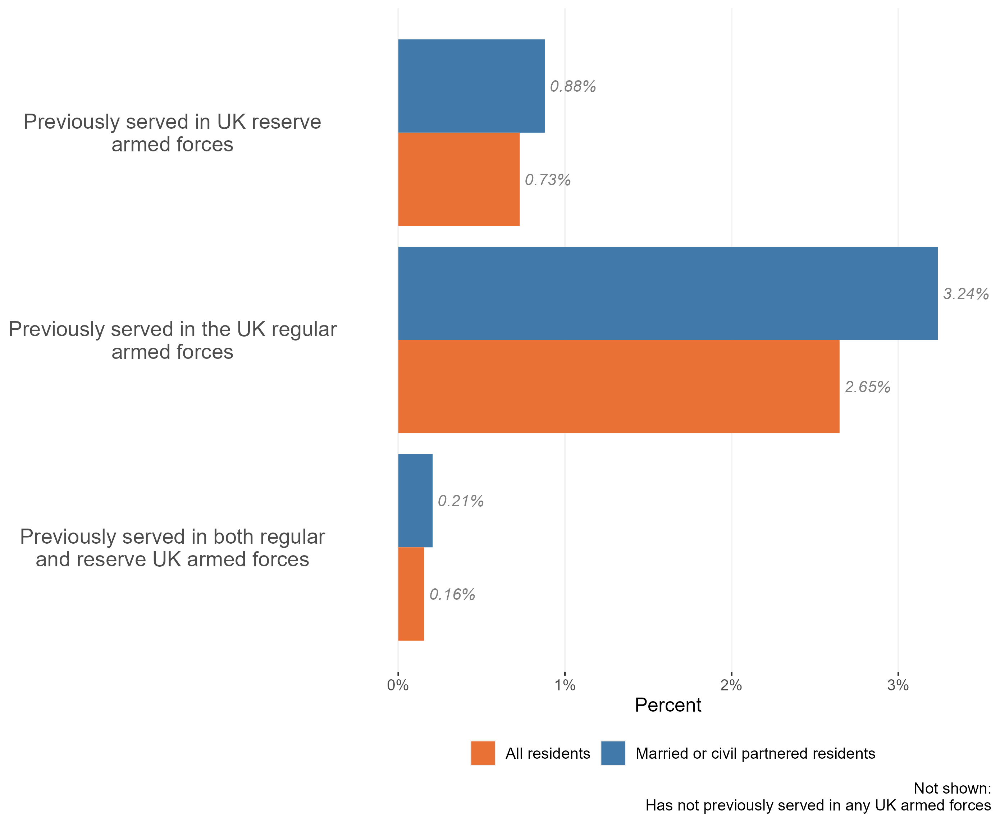 Previously served in UK reserve
armed forces
0.88%
0.73%
Previously served in the UK regular
armed forces
3.24%
2.65%
Previously served in both regular
and reserve UK armed forces
0.21%
0.16%
0%
1%
2%
3%
Percent
All residents
Married or civil partnered residents
Not shown:
Has not previously served in any UK armed forces